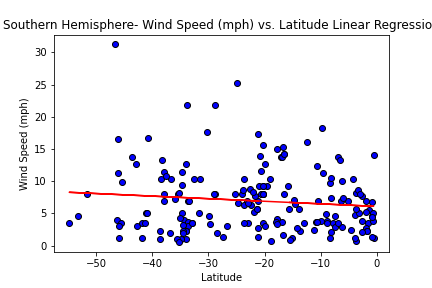 Southern Hemisphere- Wind Speed (mph) vs. Latitude Linear Regressio
Wind Speed (mph)
30
25
20
15
10
5
0
−50 −40 −30 −20 −10 0
Latitude